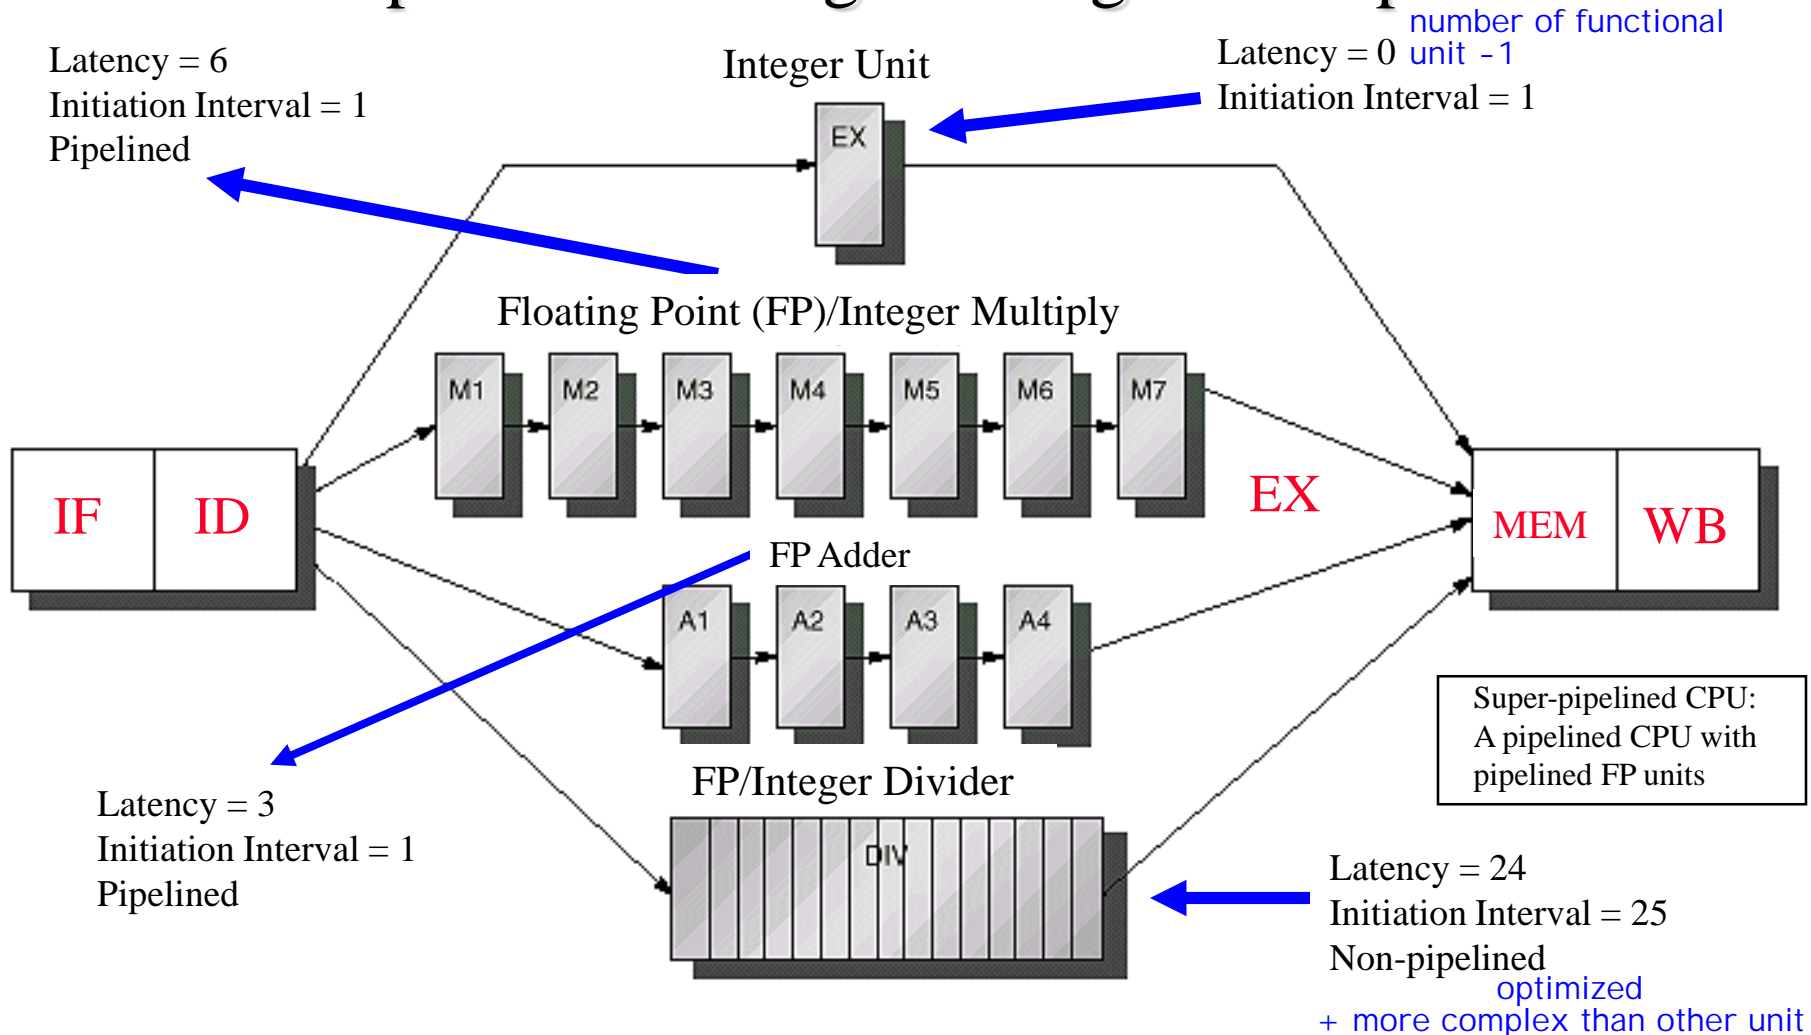 number of functional
unit -1
Latency = 6
Initiation Interval = 1
Pipelined
Integer Unit
Latency = 0
Initiation Interval = 1
EX
Floating Point (FP)/Integer Multiply
M1 M2 M3 M4 M5 M6 M7
IF ID
EX
MEM WB
FP Adder
A1 A2 A3 A4
Super-pipelined CPU:
A pipelined CPU with
pipelined FP units
Latency = 3
Initiation Interval = 1
Pipelined
FP/Integer Divider
DIV
Latency = 24
Initiation Interval = 25
Non-pipelined
optimized
+ more complex than other unit